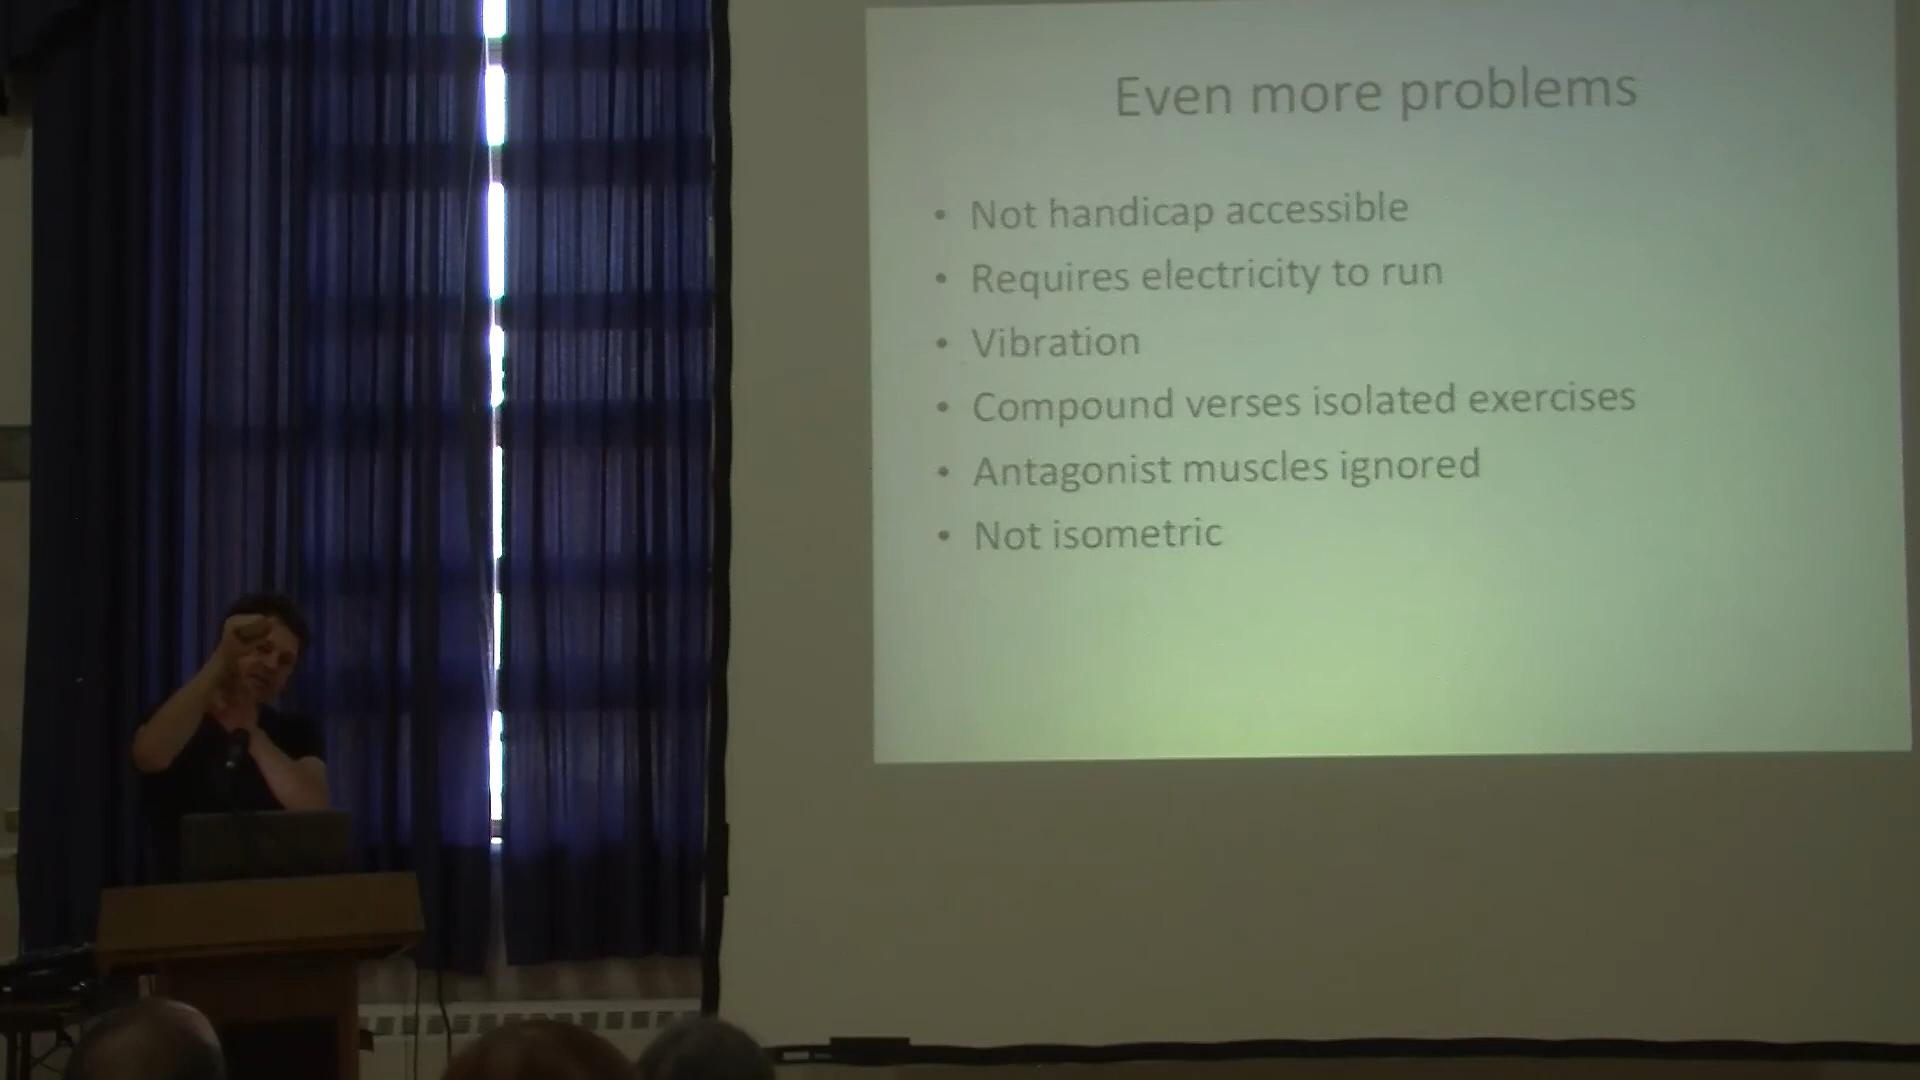 Even more problems
• Not handicap accessible
• Requires electricity to run
• Vibration
• Compound verses isolated exercises
• Antagonist muscles ignored
• Not isometric